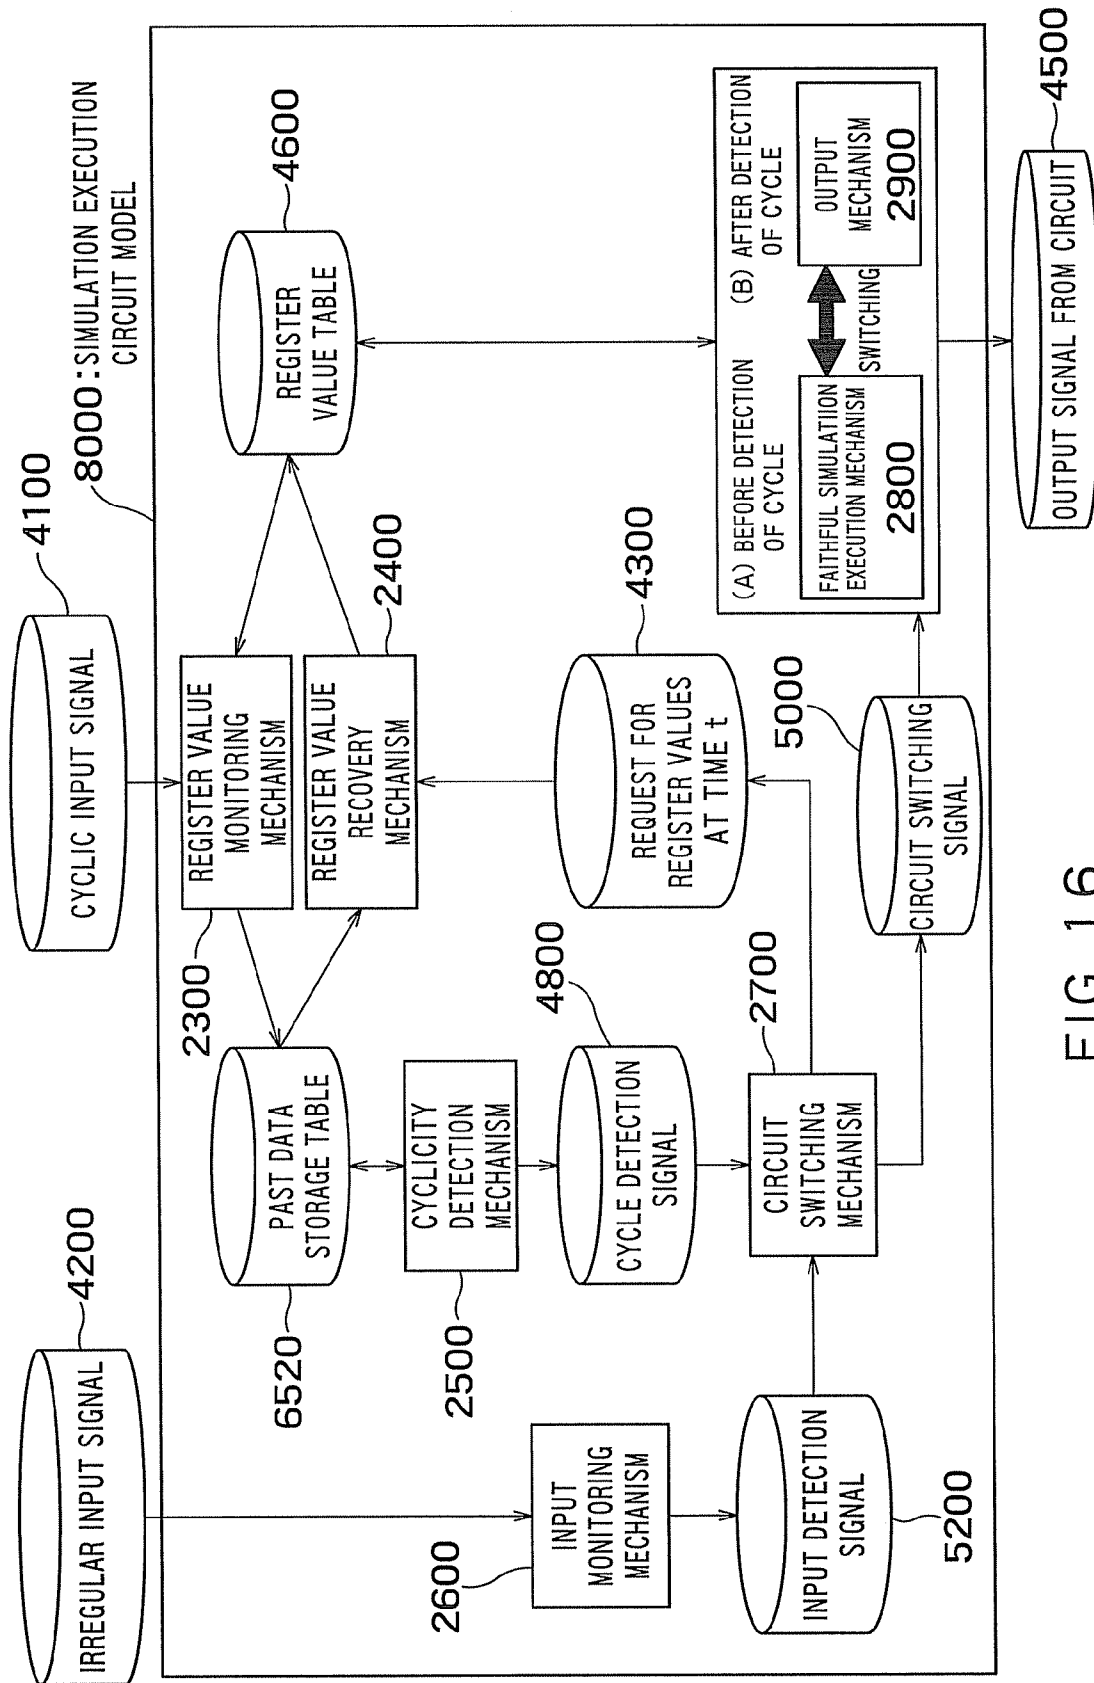 IRREGULAR INPUT SIGNAL
4200
CYCLIC INPUT SIGNAL
4100
8000:SIMULATION EXECUTION
CIRCUIT MODEL
6520
PAST DATA
STORAGE TABLE
2300
REGISTER VALUE
MONITORING
MECHANISM
REGISTER VALUE
RECOVERY
MECHANISM
2400
REGISTER
VALUE TABLE
4600
2500
CYCLICITY
DETECTION
MECHANISM
2600
INPUT
MONITORING
MECHANISM
CYCLE DETECTION
SIGNAL
4800
REQUEST FOR
REGISTER VALUES
AT TIME t
4300
INPUT DETECTION
SIGNAL
5200
CIRCUIT
SWITCHING
MECHANISM
2700
CIRCUIT SWITCHING
SIGNAL
5000
(A) BEFORE DETECTION
OF CYCLE
(B) AFTER DETECTION
OF CYCLE
FAITHFUL SIMULATIION
EXECUTION MECHANISM
2800
SWITCHING
OUTPUT
MECHANISM
2900
OUTPUT SIGNAL FROM CIRCUIT
4500
FIG. 16